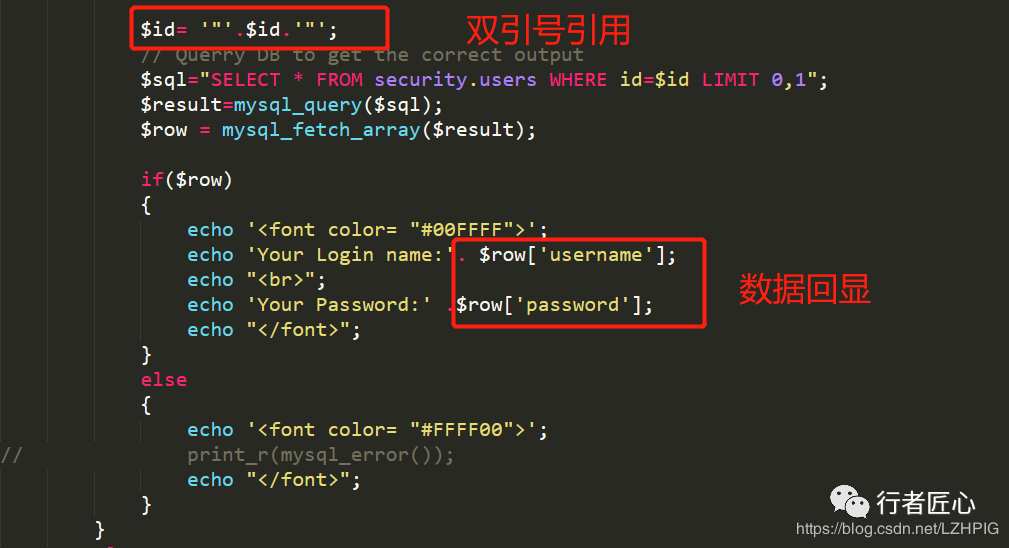 $id= '"'.$id.'"';
双引号引用
// Querry DB to get the correct output
$sql="SELECT * FROM security.users WHERE id=$id LIMIT 0,1";
$result=mysql_query($sql);
$row = mysql_fetch_array($result);
if($row)
{
echo '<font color= "#00FFFF">';
echo 'Your Login name:'. $row['username'];
echo "<br>";
数据回显
echo 'Your Password:' .$row['password'];
echo "</font>";
}
else
{
echo '<font color= "#FFFF00">';
// print_r(mysql_error());
echo "</font>";
}
}
行者匠心
https://blog.csdn.net/LZHPIG